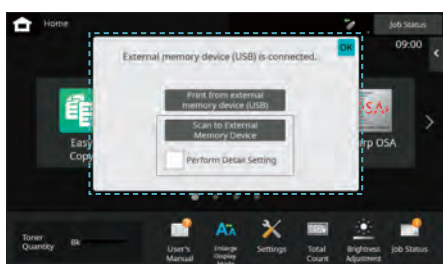 Home
Job Status
09:00
External memory device (USB) is connected.
OK
Print from external
memory device (USB)
Scan to External
Memory Device
Perform Detail Setting
Easy
Copy
OSA
Toner
Quantity
Bk
User's
Manual
Enlarge
Display
Mode
Settings
Total
Count
Brightness
Adjustment
Job Status